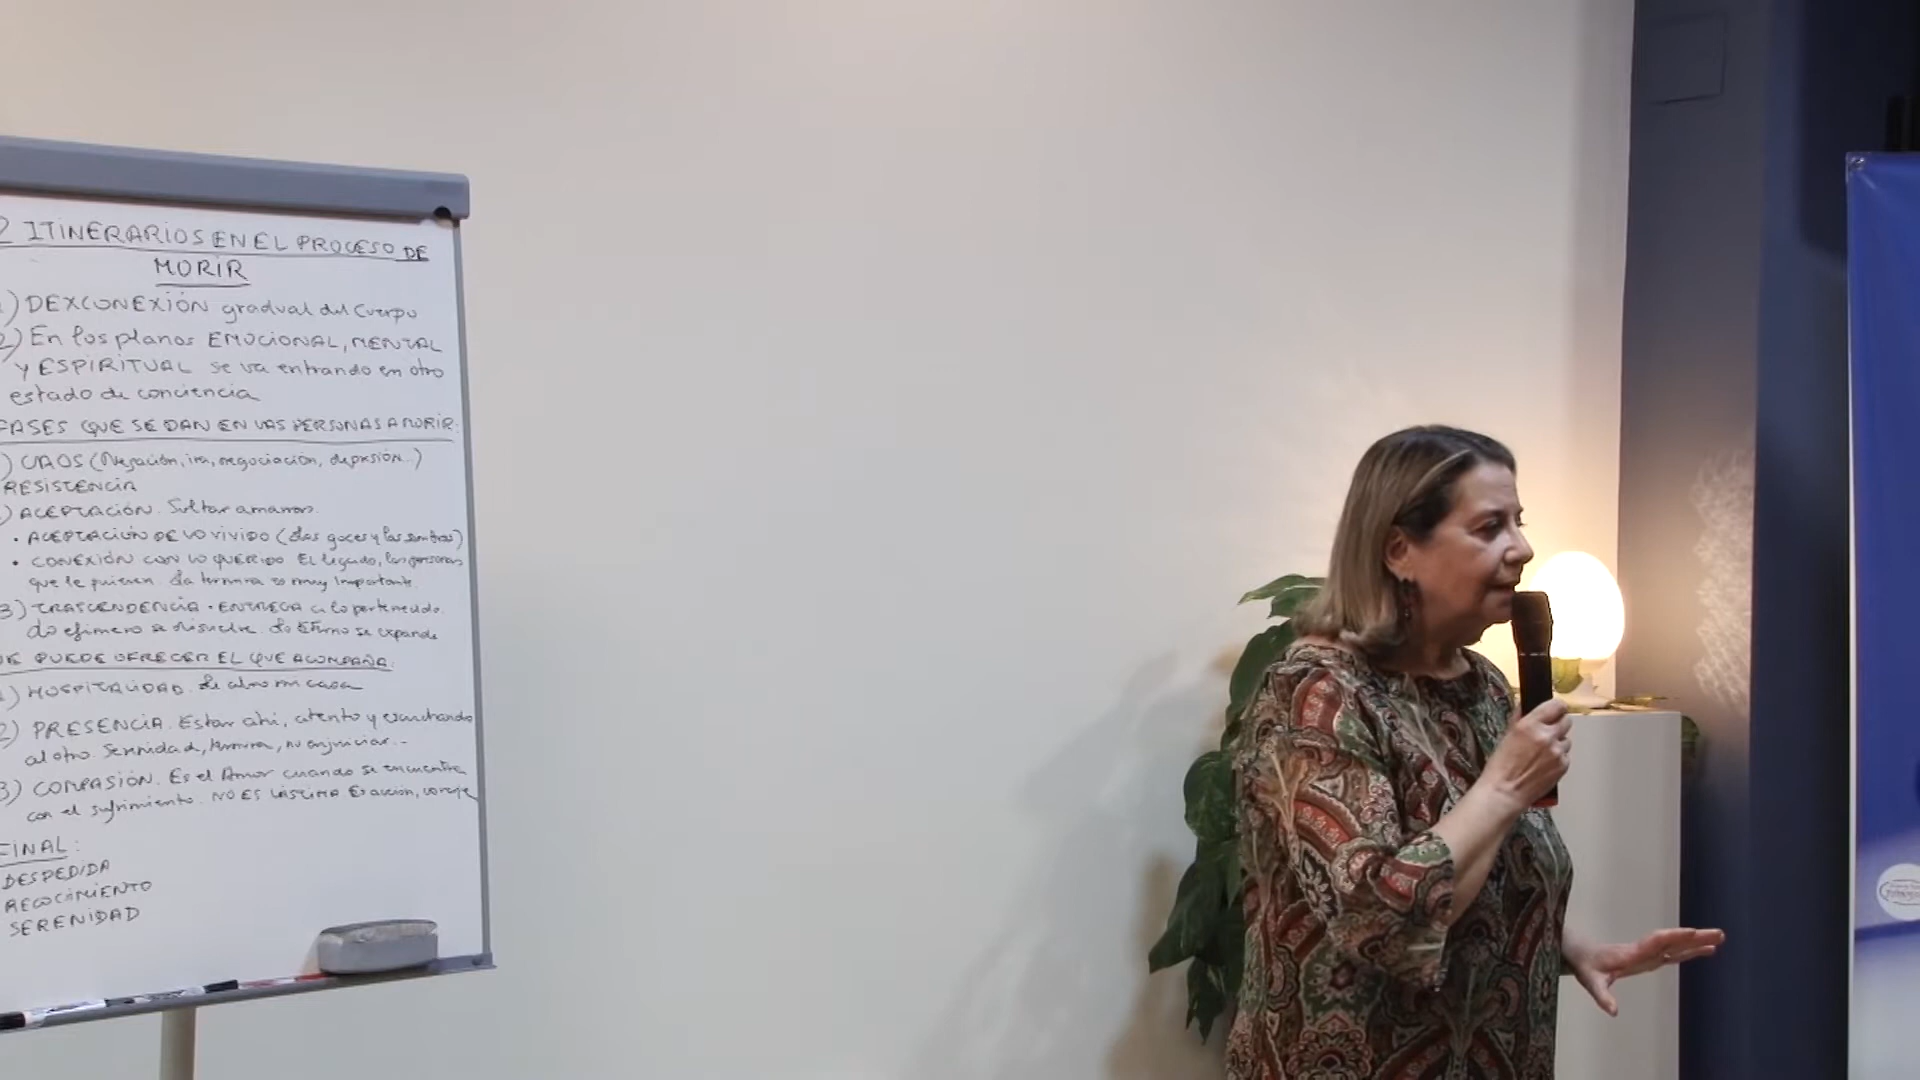 2 ITINERARIOS EN EL PROCESO DE
MORIR
1) DEXCONEXIÓN gradual del Cuerpo
2) En los planos EMOCIONAL, MENTAL
Y ESPIRITUAL se va entrando en otro
estado de conciencia
FASES QUE SE DAN EN LAS PERSONAS A MORIR:
) CAOS (Negación, ira, negociación, depresión..)
RESISTENCIA
) ACEPTACIÓN. Soltar amarras.
• ACEPTACIÓN DE LO VIVIDO (Los goces y las sombras)
• CONEXIÓN CON LO QUERIDO El legado, las personas
que le quieren. La ternura es muy importante.
3) TRASCENDENCIA • ENTREGA a lo portentoso.
Lo efímero se disuelve. Lo Eterno se expande
UE PUEDE OFRECER EL QUE ACOMPAÑA:
1) HOSPITALIDAD. Le abro mi casa
2) PRESENCIA. Estar ahí, atento y escuchando
al otro. Serenidad, ternura, no enjuiciar..-
3) COMPASIÓN. Es el Amor cuando se encuentra
con el sufrimiento. NO ES LÁSTIMA Es acción, coraje
FINAL:
DESPEDIDA
RECOCIMIENTO
SERENIDAD